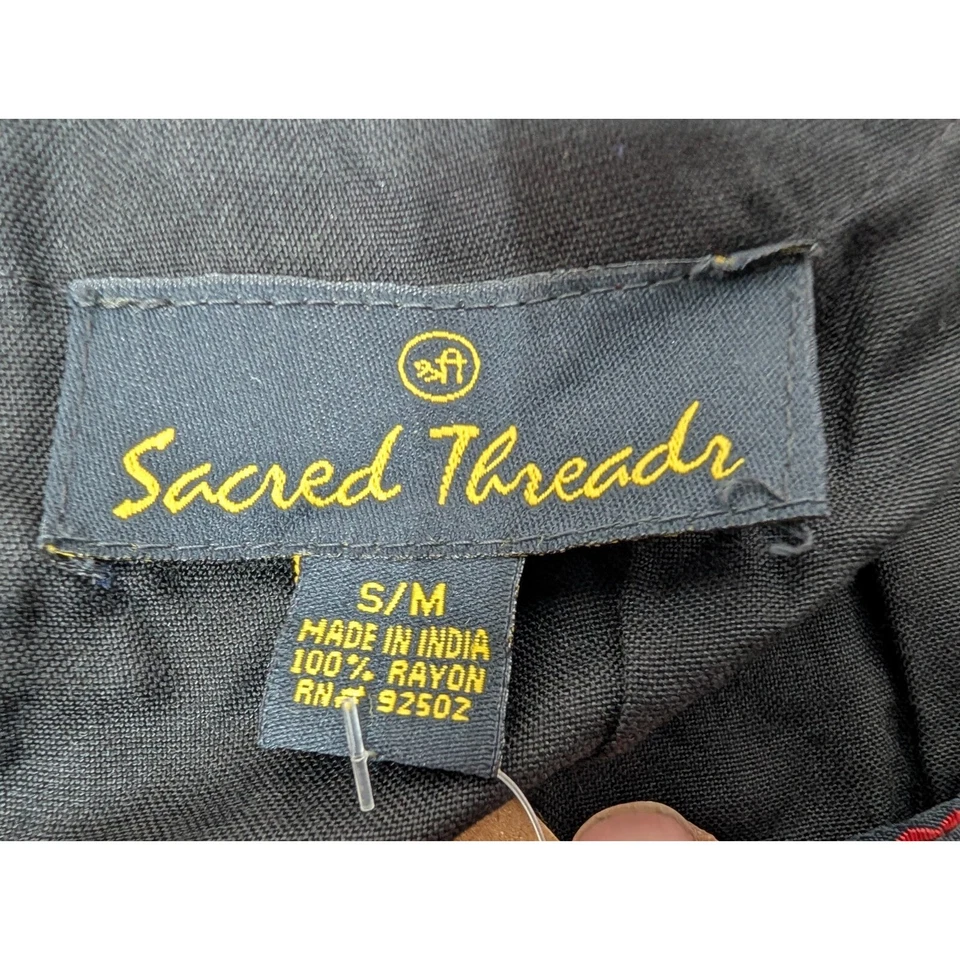 श्री
Sacred Threads
S/M
MADE IN INDIA
100% RAYON
RN# 92502